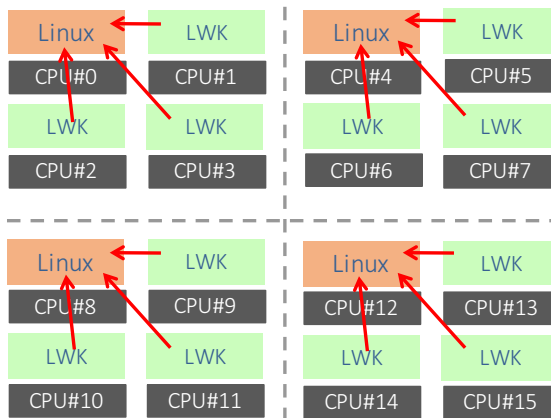 Linux LWK
CPU#0 CPU#1
LWK LWK
CPU#2 CPU#3
Linux LWK
CPU#4 CPU#5
LWK LWK
CPU#6 CPU#7
Linux LWK
CPU#8 CPU#9
LWK LWK
CPU#10 CPU#11
Linux LWK
CPU#12 CPU#13
LWK LWK
CPU#14 CPU#15